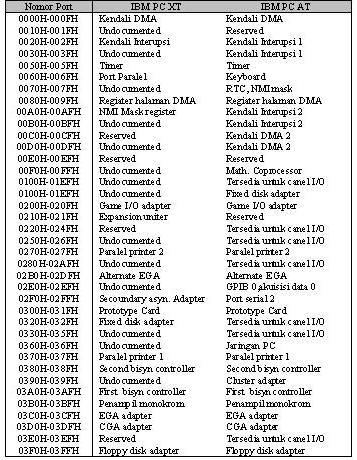 Nomor Port IBM PC XT IBM PC AT
0000H-000FH Kendali DMA Kendali DMA
0010H-001FH Undocumented Reserved
0020H-002FH Kendali Interupsi Kendali Interupsi 1
0030H-003FH Undocumented Kendali Interupsi 1
0050H-005FH Timer Timer
0060H-006FH Port Paralel Keyboard
0070H-007FH Undocumented RTC, NMI mask
0080H-009FH Register halaman DMA Register halaman DMA
00A0H-00AFH NMI Mask register Kendali Interupsi 2
00B0H-00BFH Undocumented Kendali Interupsi 2
00C0H-00CFH Reserved Kendali DMA 2
00D0H-00DFH Undocumented Kendali DMA 2
00E0H-00EFH Reserved Reserved
00F0H-00FFH Undocumented Math. Coprocessor
0100H-01EFH Undocumented Tersedia untuk canel I/O
0100H-01EFH Undocumented Fixed disk adapter
0200H-020FH Game I/O adapter Game I/O adapter
0210H-021FH Expansion uniter Reserved
0220H-024FH Reserved Tersedia untuk canel I/O
0250H-026FH Undocumented Tersedia untuk canel I/O
0270H-027FH Paralel printer 2 Paralel printer 2
0280H-02AFH Undocumented Tersedia untuk canel I/O
02B0H-02DFH Alternate EGA Alternate EGA
02E0H-02EFH Undocumented GPIB 0,akuisisi data 0
02F0H-02FFH Secoundary asyn. Adapter Port serial 2
0300H-031FH Prototype Card Prototype Card
0320H-032FH Fixed disk adapter Tersedia untuk canel I/O
0330H-035FH Undocumented Tersedia untuk canel I/O
0360H-036FH Undocumented Jaringan PC
0370H-037FH Paralel printer 1 Paralel printer 1
0380H-038FH Second bisyn controller Second bisyn controller
0390H-039FH Undocumented Cluster adapter
03A0H-03AFH First. bisyn controller First. bisyn controller
03B0H-03BFH Penampil monokrom Penampil monokrom
03C0H-03CFH EGA adapter EGA adapter
03D0H-03DFH CGA adapter CGA adapter
03E0H-03EFH Reserved Tersedia untuk canel I/O
03F0H-03FFH Floppy disk adapter Floppy disk adapter